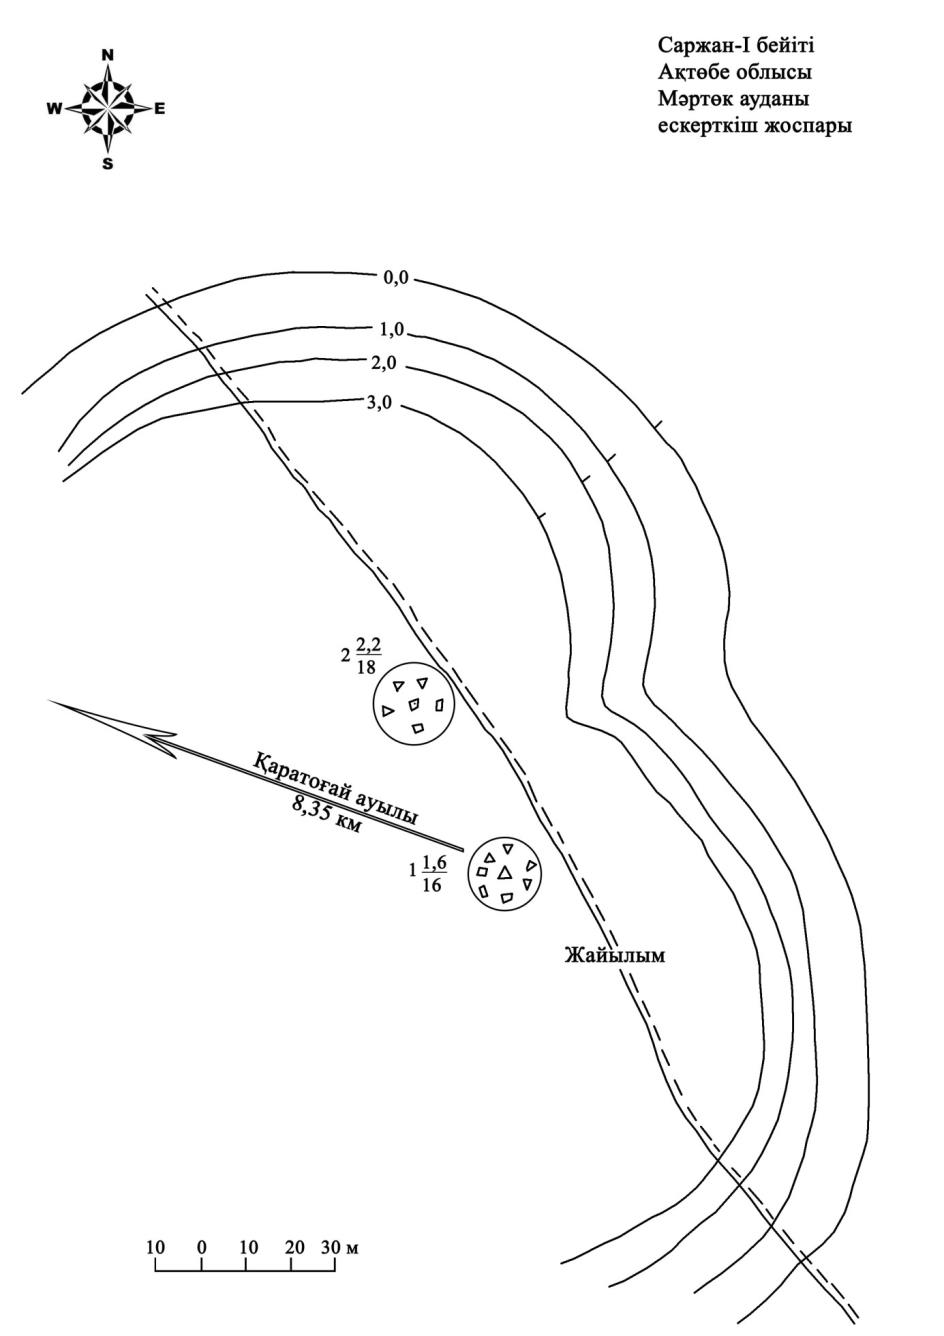 N
W E
S
Саржан-I бейіті
Ақтөбе облысы
Мәртөк ауданы
ескерткіш жоспары
0,0
1,0
2,0
3,0
2 2,2
18
Қаратоғай ауылы
8,35 км
1 1,6
16
Жайылым
10 0 10 20 30 м